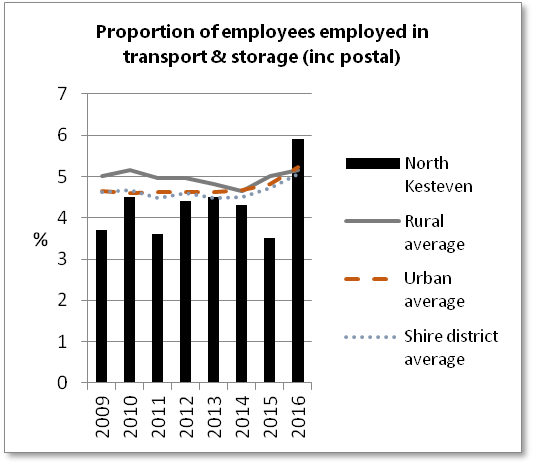 Proportion of employees employed in
transport & storage (inc postal)
7
6
5
4
3
2
1
0
%
2009
2010
2011
2012
2013
2014
2015
2016
North
Kesteven
Rural
average
Urban
average
Shire district
average